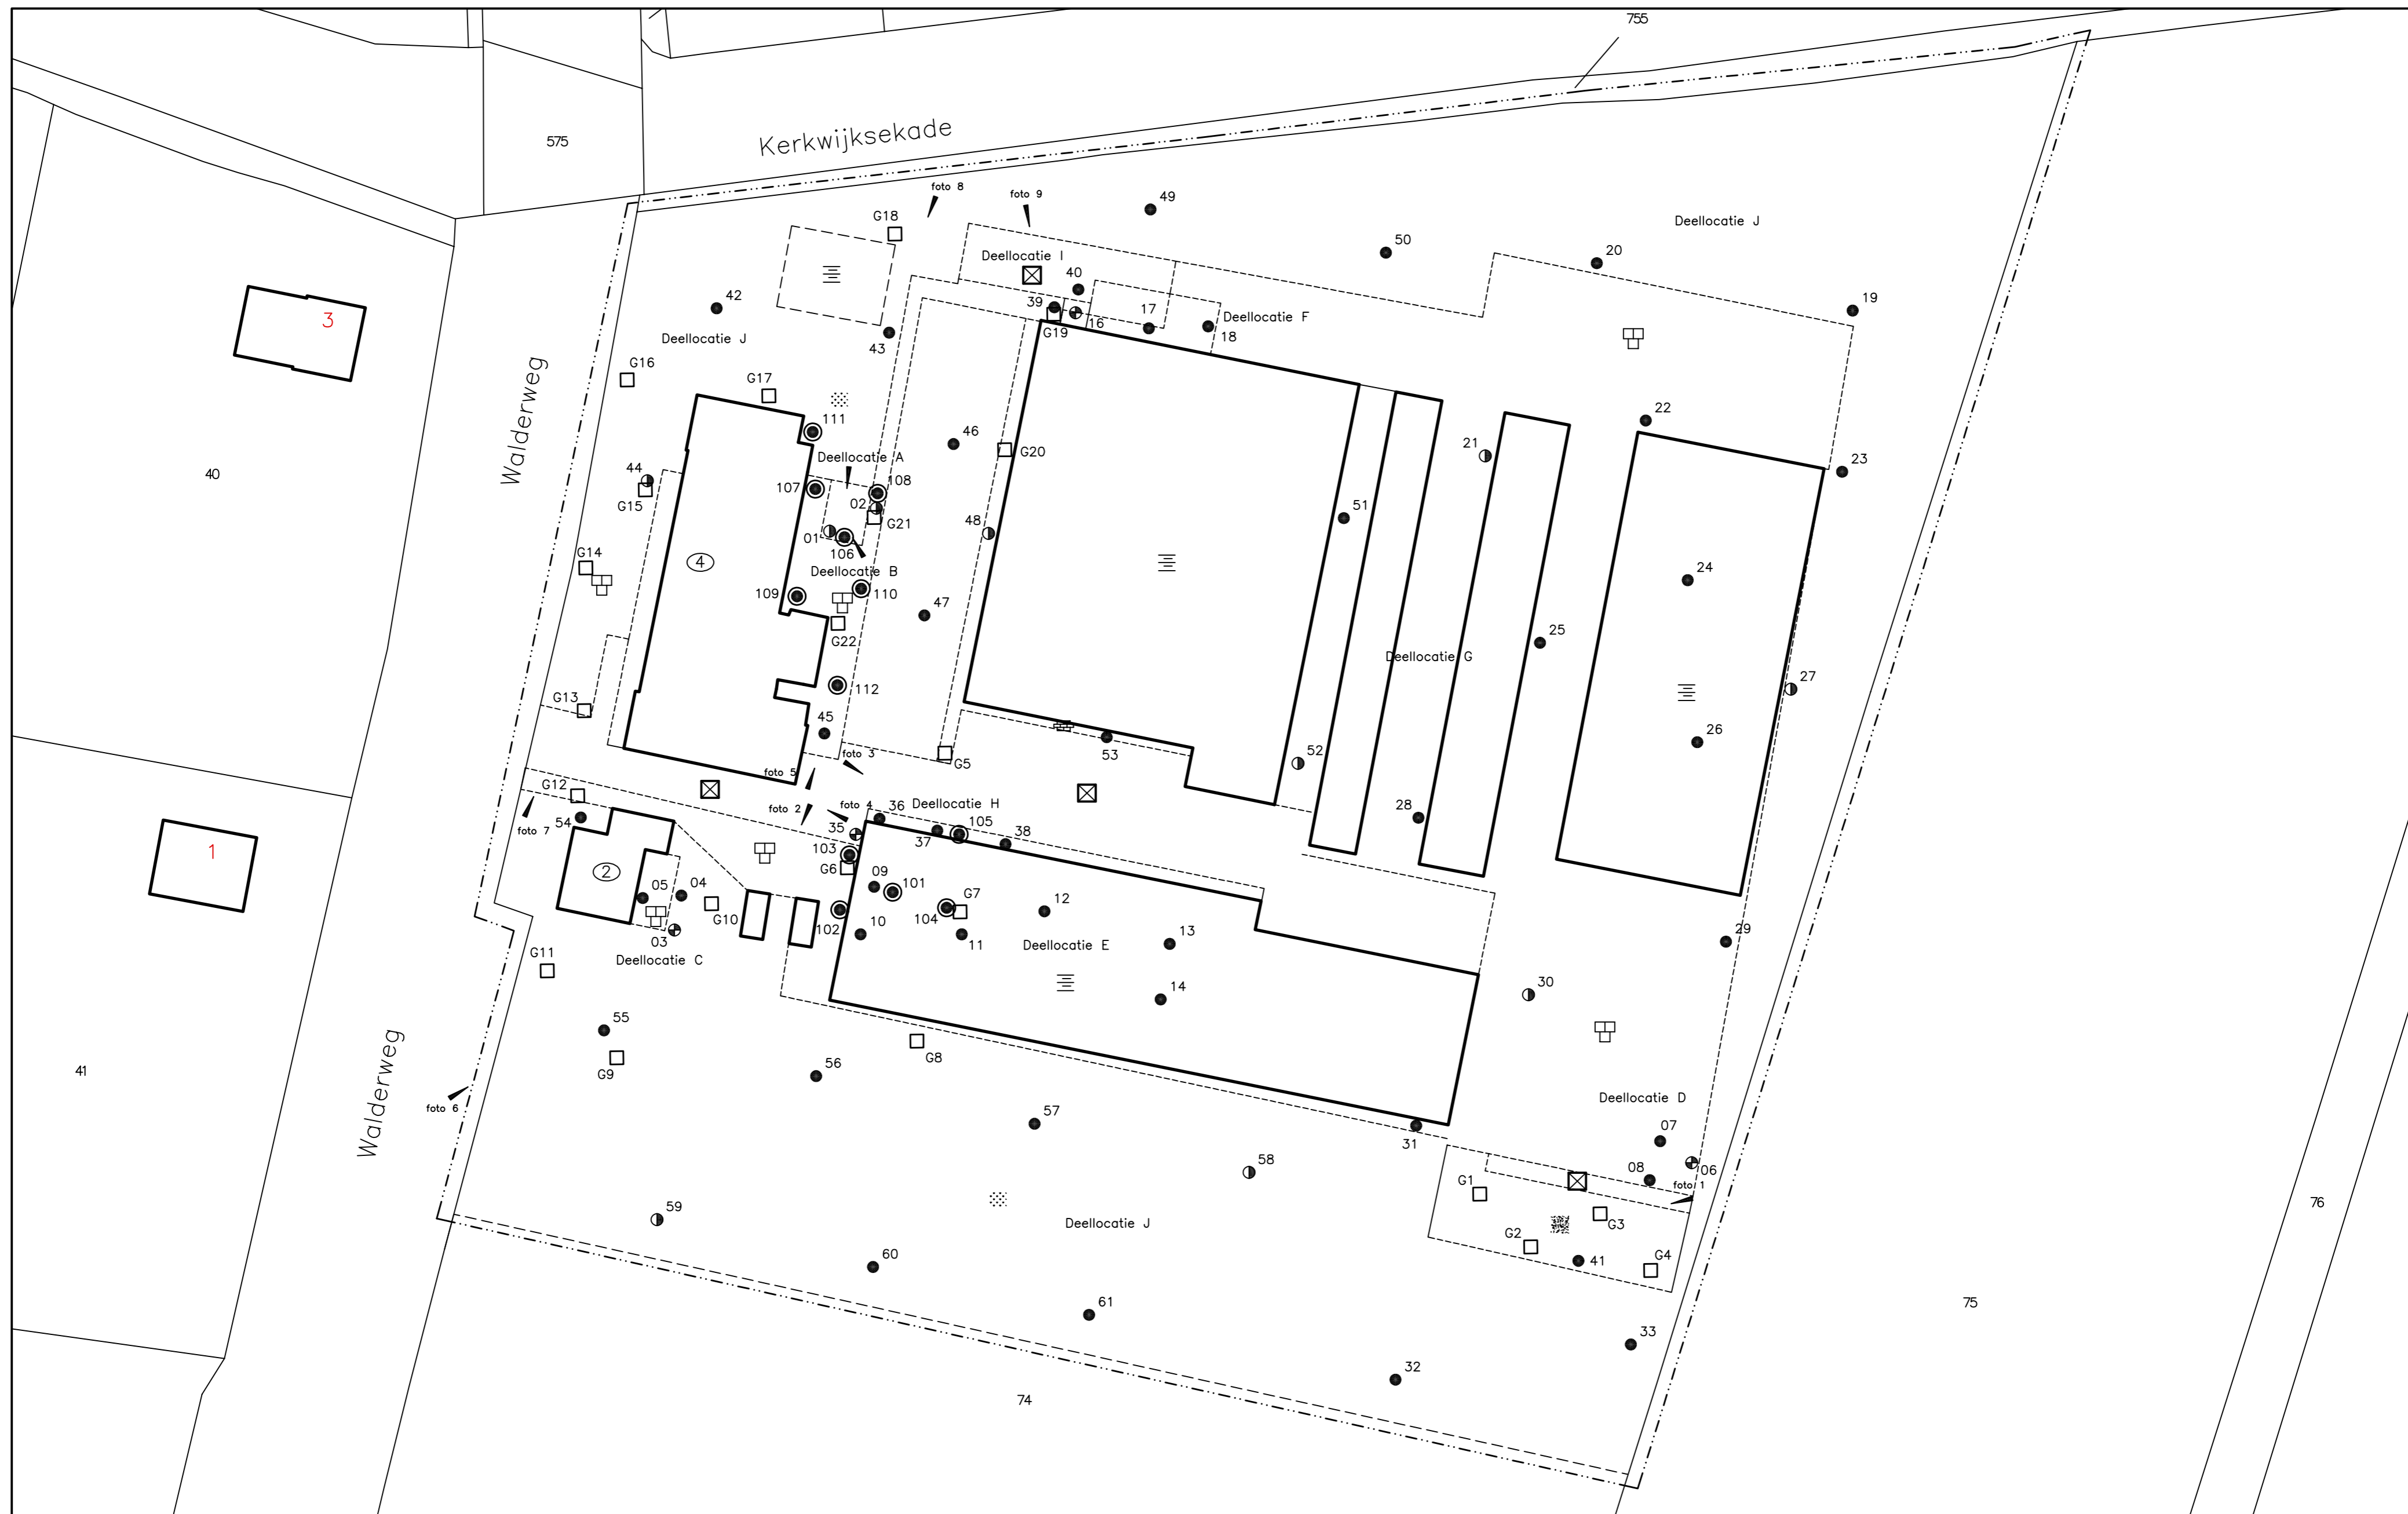 755
575
Kerkwijksekade
foto 8
foto 9
49
Deellocatie J
G18
50
20
Deellocatie I
40
39
19
42
17
16
Deellocatie F
G19
18
3
43
Deellocatie J
G16
G17
Walderweg
22
111
46
21
G20
23
40
Deellocatie A
44
107
108
G15
02
G21
51
48
01
106
G14
4
Deellocatie B
24
109
110
47
G22
25
Deellocatie G
27
112
G13
45
26
53
foto 3
52
foto 5
G5
G12
foto 2
foto 4
36
Deellocatie H
28
54
foto 7
35
105
37
38
1
103
G6
2
09
101
G7
05
04
G10
104
12
102
10
11
03
13
29
Deellocatie E
Deellocatie C
G11
30
14
55
Walderweg
G8
G9
56
41
foto 6
Deellocatie D
57
07
31
58
08
06
G1
foto 1
76
59
G3
Deellocatie J
G2
60
41
G4
61
75
33
32
74